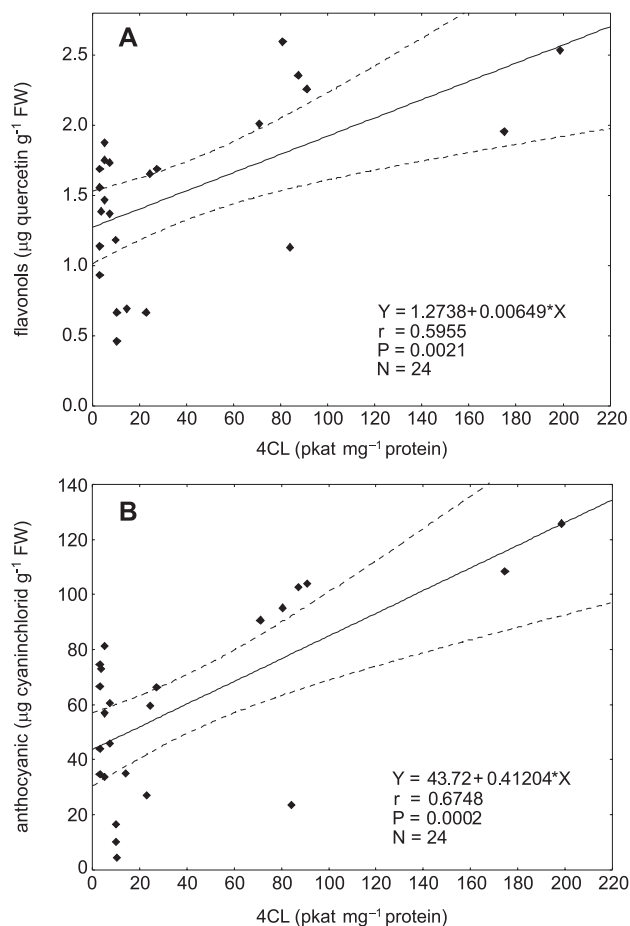 A
2.5
2.0
1.5
1.0
0.5
0.0
flavonols (μg quercetin g⁻¹ FW)
Y = 1.2738+0.00649*X
r = 0.5955
P = 0.0021
N = 24
0 20 40 60 80 100 120 140 160 180 200 220
4CL (pkat mg⁻¹ protein)
B
140
120
100
80
60
40
20
0
anthocyanic (μg cyaninchlorid g⁻¹ FW)
Y = 43.72+0.41204*X
r = 0.6748
P = 0.0002
N = 24
0 20 40 60 80 100 120 140 160 180 200 220
4CL (pkat mg⁻¹ protein)